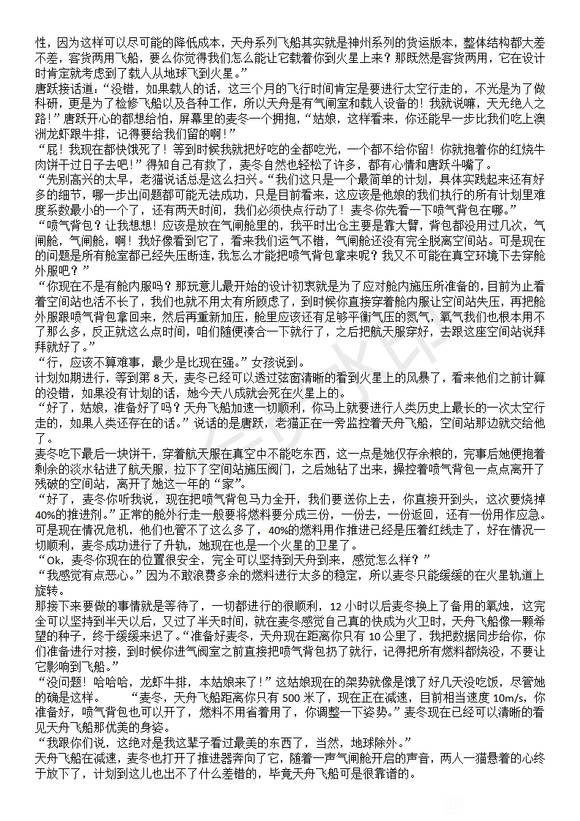 性，因为这样可以尽可能的降低成本，天舟系列飞船其实就是神州系列的货运版本，整体结构都大差
不差，客货两用飞船，要么你觉得我们怎么能让它载着你到火星上来？那既然是客货两用，它在设计
时肯定就考虑到了载人从地球飞到火星。”
唐跃接话道：“没错，如果载人的话，这三个月的飞行时间肯定是要进行太空行走的，不光是为了做
科研，更是为了检修飞船以及各种工作，所以天舟是有气闸室和载人设备的！我就说嘛，天无绝人之
路！”唐跃开心的都想给怕，屏幕里的麦冬一个拥抱，“姑娘，这样看来，你还能早一步比我们吃上澳
洲龙虾跟牛排，记得要给我们留的啊！”
“屁！我现在都快饿死了！等到时候我就把好吃的全都吃光，一个都不给你留！你就抱着你的红烧牛
肉饼干过日子去吧！”得知自己有救了，麦冬自然也轻松了许多，都有心情和唐跃斗嘴了。
“先别高兴的太早，老猫说话总是这么扫兴。“我们这只是一个最简单的计划，具体实践起来还有好
多的细节，哪一步出问题都可能无法成功，只是目前看来，这应该是他娘的我们执行的所有计划里难
度系数最小的一个了，还有两天时间，我们必须快点行动了！麦冬你先看一下喷气背包在哪。”
“喷气背包？让我想想！应该是放在气闸舱里的，我平时出仓主要是靠大臂，背包都没用过几次，气
闸舱，气闸舱，啊！我好像看到它了，看来我们运气不错，气闸舱还没有完全脱离空间站。可是现在
的问题是所有舱室都已经失压断连，我怎么才能把喷气背包拿来呢？我又不可能在真空环境下去穿舱
外服吧？”
“你现在不是有舱内服吗？那玩意儿最开始的设计初衷就是为了应对舱内施压所准备的，目前为止看
着空间站也活不长了，我们也就不用太有所顾虑了，到时候你直接穿着舱内服让空间站失压，再把舱
外服跟喷气背包拿回来，然后再重新加压，舱里应该还有足够平衡气压的氮气，氧气我们也根本用不
了那么多，反正就这么点时间，咱们随便凑合一下就行了，之后把航天服穿好，去跟这座空间站说拜
拜就好了。”
“行，应该不算难事，最少是比现在强。”女孩说到。
计划如期进行，等到第 8 天，麦冬已经可以透过弦窗清晰的看到火星上的风暴了，看来他们之前计算
的没错，如果没有计划的话，她今天八成就会死在火星上的。
“好了，姑娘，准备好了吗？天舟飞船加速一切顺利，你马上就要进行人类历史上最长的一次太空行
走的，如果人类还存在的话。”说话的是唐跃，老猫正在一旁监控着天舟飞船，空间站那边就交给他
了。
麦冬吃下最后一块饼干，穿着航天服在真空中不能吃东西，这一点是她仅存余粮的，完事后她便抱着
剩余的淡水钻进了航天服，拉下了空间站施压阀门，之后她钻了出来，操控着喷气背包一点点离开了
残破的空间站，离开了她这一年的“家”。
“好了，麦冬你听我说，现在把喷气背包马力全开，我们要送你上去，你直接开到头，这次要烧掉
40%的推进剂。”正常的舱外行走一般要将燃料要分成三份，一份去，一份返回，还有一份用作应急。
可是现在情况危机，他们也管不了这么多了，40%的燃料用作推进已经是压着红线走了，好在情况一
切顺利，麦冬成功进行了升轨，她现在也是一个火星的卫星了。
“Ok，麦冬你现在的位置很安全，完全可以坚持到天舟到来，感觉怎么样？”
“我感觉有点恶心。”因为不敢浪费多余的燃料进行太多的稳定，所以麦冬只能缓缓的在火星轨道上
旋转。
那接下来要做的事情就是等待了，一切都进行的很顺利，12 小时以后麦冬换上了备用的氧烛，这完
全可以坚持到半天以后，又过了半天时间，就在麦冬感觉自己真的快成为火卫时，天舟飞船像一颗希
望的种子，终于缓缓来迟了。“准备好麦冬，天舟现在距离你只有 10 公里了，我把数据同步给你，你
们准备进行对接，到时候你进气阀室之前直接把喷气背包扔了就行，记得把所有燃料都烧没，不要让
它影响到飞船。”
“没问题！哈哈哈，龙虾牛排，本姑娘来了！”这姑娘现在的架势就像是饿了好几天没吃饭，尽管她
的确是这样。 “麦冬，天舟飞船距离你只有 500 米了，现在正在减速，目前相当速度 10m/s，你
准备好，喷气背包也可以开了，燃料不用省着用了，你调整一下姿势。”麦冬现在已经可以清晰的看
见天舟飞船那优美的身姿。
“我跟你们说，这绝对是我这辈子看过最美的东西了，当然，地球除外。”
天舟飞船在减速，麦冬也打开了推进器奔向了它，随着一声气闸舱开启的声音，两人一猫悬着的心终
于放下了，计划到这儿也出不了什么差错的，毕竟天舟飞船可是很靠谱的。